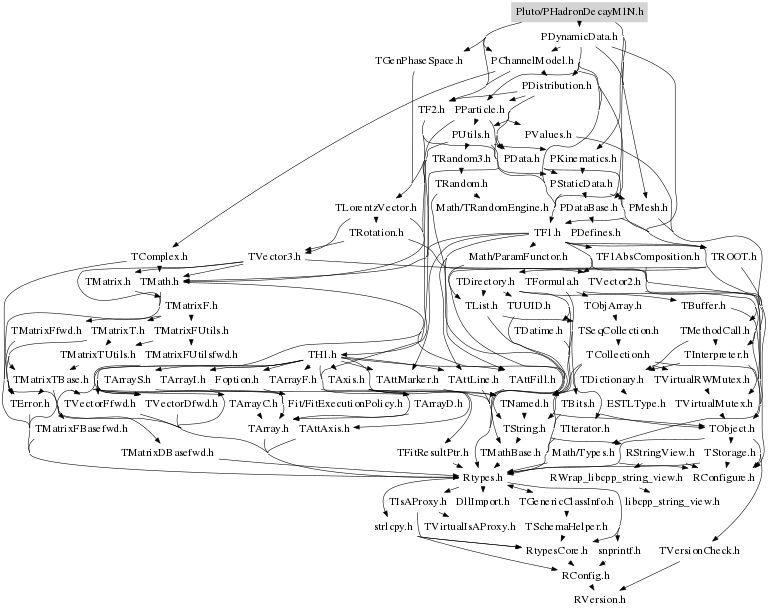 Pluto/PHadronDecayM1N.h
PDynamicData.h
TGenPhaseSpace.h PChannelModel.h
PDistribution.h
TF2.h PParticle.h
PUtils.h PValues.h
TRandom3.h PData.h PKinematics.h
TRandom.h PStaticData.h
TLorentzVector.h Math/TRandomEngine.h PDataBase.h PMesh.h
TRotation.h TF1.h PDefines.h
TComplex.h TVector3.h Math/ParamFunctor.h TF1AbsComposition.h TROOT.h
TMatrix.h TMath.h TDirectory.h TFormula.h TVector2.h
TMatrixF.h TList.h TUUID.h TObjArray.h TBuffer.h
TMatrixFfwd.h TMatrixT.h TMatrixFUtils.h TDatime.h TSeqCollection.h TMethodCall.h
TMatrixTUtils.h TMatrixFUtilsfwd.h TH1.h TCollection.h TInterpreter.h
TMatrixTBase.h TArrayS.h TArrayI.h Foption.h TArrayF.h TAxis.h TAttMarker.h TAttLine.h TAttFill.h TDictionary.h TVirtualRWMutex.h
TError.h TVectorFfwd.h TVectorDfwd.h TArrayC.h Fit/FitExecutionPolicy.h TArrayD.h TNamed.h TBits.h ESTLType.h TVirtualMutex.h
TMatrixFBasefwd.h TArray.h TAttAxis.h TString.h TIterator.h TObject.h
TMatrixDBasefwd.h TFitResultPtr.h TMathBase.h Math/Types.h RStringView.h TStorage.h
Rtypes.h RWrap_libcpp_string_view.h RConfigure.h
TIsAProxy.h DllImport.h TGenericClassInfo.h libcpp_string_view.h
strlcpy.h TVirtualIsAProxy.h TSchemaHelper.h
RtypesCore.h snprintf.h TVersionCheck.h
RConfig.h
RVersion.h